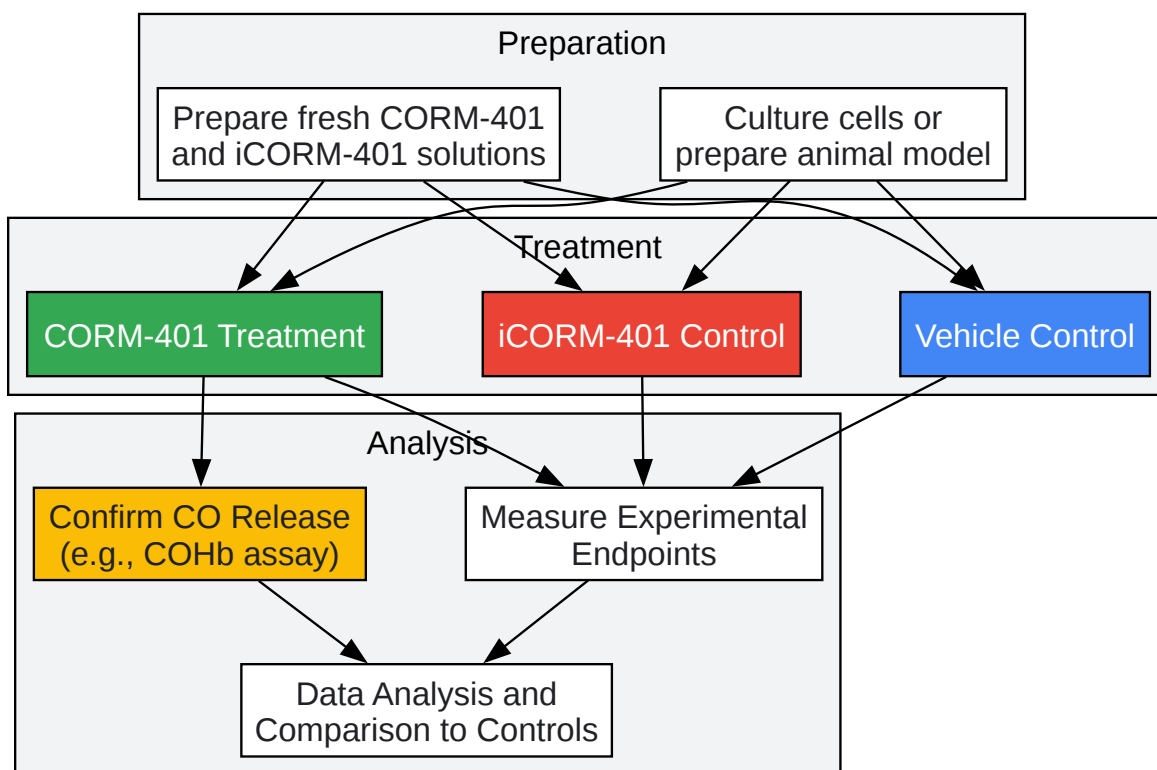 Preparation
Prepare fresh CORM-401
and iCORM-401 solutions
Culture cells or
prepare animal model
Treatment
CORM-401 Treatment
iCORM-401 Control
Vehicle Control
Analysis
Confirm CO Release
(e.g., COHb assay)
Measure Experimental
Endpoints
Data Analysis and
Comparison to Controls